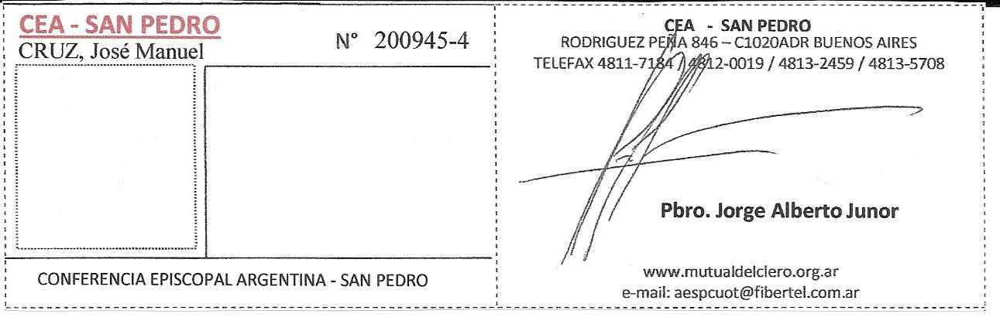 CEA - SAN PEDRO
CRUZ, José Manuel
N° 200945-4
CONFERENCIA EPISCOPAL ARGENTINA - SAN PEDRO
CEA - SAN PEDRO
RODRIGUEZ PEÑA 846 – C1020ADR BUENOS AIRES
TELEFAX 4811-7184 / 4812-0019 / 4813-2459 / 4813-5708
Pbro. Jorge Alberto Junor
www.mutualdelclero.org.ar
e-mail: aespcuot@fibertel.com.ar